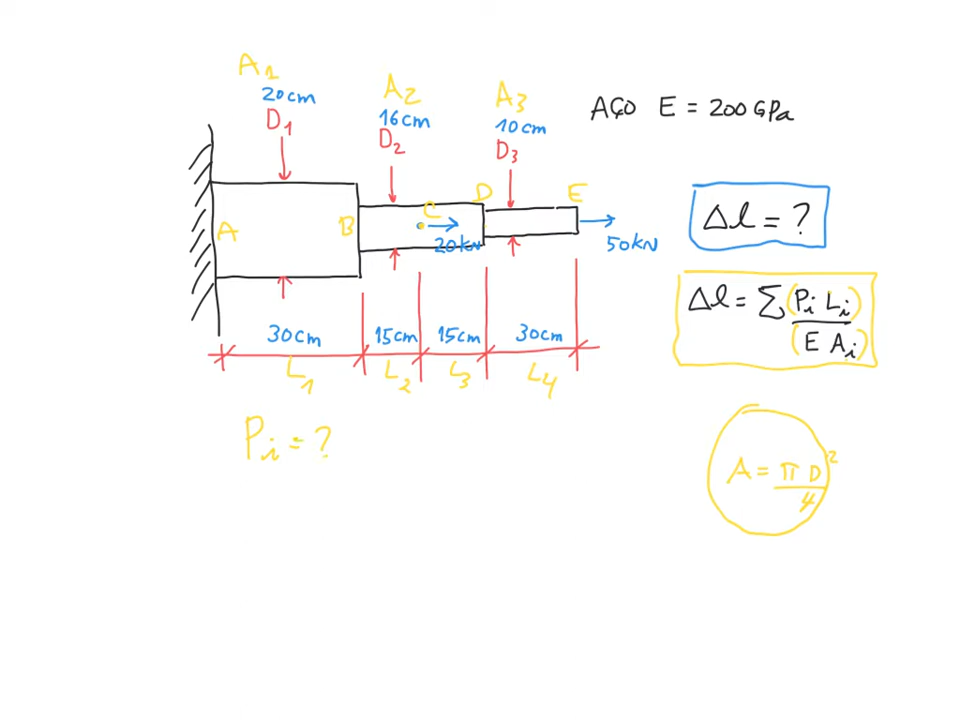 A1
20cm
D1
A2
16cm
D2
A3
10cm
D3
AÇO E = 200 GPa
A
B
C
D
E
20kN
50kN
Δl = ?
Δl = Σ (Pi Li)
(E Ai)
30cm
15cm
15cm
30cm
L1
L2
L3
L4
Pi = ?
A = π D²
4